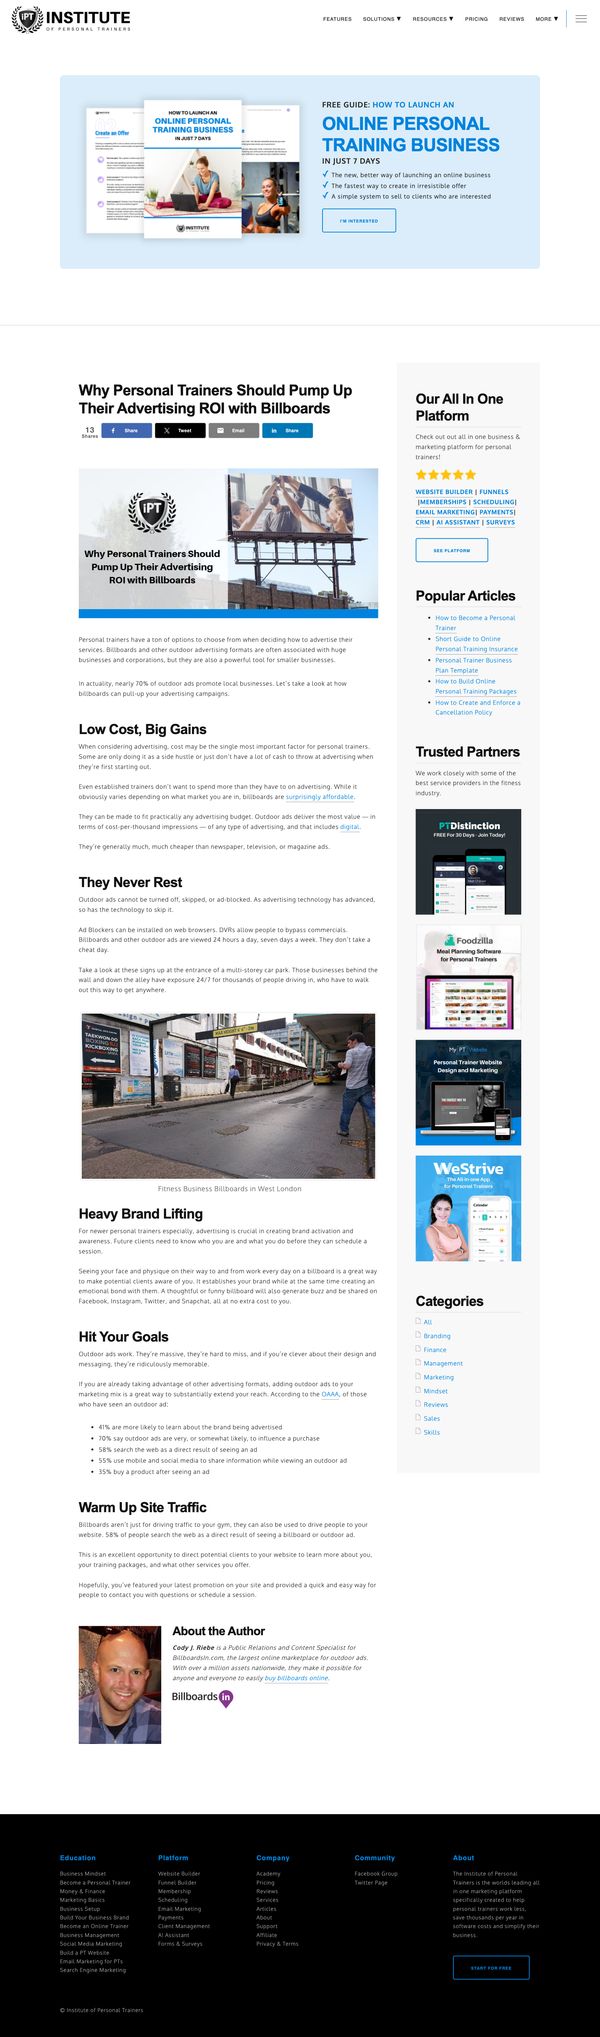 IPT INSTITUTE
OF PERSONAL TRAINERS
FEATURES SOLUTIONS ▼ RESOURCES ▼ PRICING REVIEWS MORE ▼
Create an Offer
HOW TO LAUNCH AN
ONLINE PERSONAL
TRAINING BUSINESS
IN JUST 7 DAYS
INSTITUTE
FREE GUIDE: HOW TO LAUNCH AN
ONLINE PERSONAL
TRAINING BUSINESS
IN JUST 7 DAYS
✓ The new, better way of launching an online business
✓ The fastest way to create in irresistible offer
✓ A simple system to sell to clients who are interested
I'M INTERESTED
Why Personal Trainers Should Pump Up
Their Advertising ROI with Billboards
13
Shares
Share
Tweet
Email
Share
IPT
Why Personal Trainers Should
Pump Up Their Advertising
ROI with Billboards
Personal trainers have a ton of options to choose from when deciding how to advertise their
services. Billboards and other outdoor advertising formats are often associated with huge
businesses and corporations, but they are also a powerful tool for smaller businesses.
In actuality, nearly 70% of outdoor ads promote local businesses. Let's take a look at how
billboards can pull-up your advertising campaigns.
Low Cost, Big Gains
When considering advertising, cost may be the single most important factor for personal trainers.
Some are only doing it as a side hustle or just don't have a lot of cash to throw at advertising when
they're first starting out.
Even established trainers don't want to spend more than they have to on advertising. While it
obviously varies depending on what market you are in, billboards are surprisingly affordable.
They can be made to fit practically any advertising budget. Outdoor ads deliver the most value — in
terms of cost-per-thousand impressions — of any type of advertising, and that includes digital.
They're generally much, much cheaper than newspaper, television, or magazine ads.
They Never Rest
Outdoor ads cannot be turned off, skipped, or ad-blocked. As advertising technology has advanced,
so has the technology to skip it.
Ad Blockers can be installed on web browsers. DVRs allow people to bypass commercials.
Billboards and other outdoor ads are viewed 24 hours a day, seven days a week. They don't take a
cheat day.
Take a look at these signs up at the entrance of a multi-storey car park. Those businesses behind the
wall and down the alley have exposure 24/7 for thousands of people driving in, who have to walk
out this way to get anywhere.
TAEKWON-DO
BOXING
KICKBOXING
Fitness Business Billboards in West London
Heavy Brand Lifting
For newer personal trainers especially, advertising is crucial in creating brand activation and
awareness. Future clients need to know who you are and what you do before they can schedule a
session.
Seeing your face and physique on their way to and from work every day on a billboard is a great way
to make potential clients aware of you. It establishes your brand while at the same time creating an
emotional bond with them. A thoughtful or funny billboard will also generate buzz and be shared on
Facebook, Instagram, Twitter, and Snapchat, all at no extra cost to you.
Hit Your Goals
Outdoor ads work. They're massive, they're hard to miss, and if you're clever about their design and
messaging, they're ridiculously memorable.
If you are already taking advantage of other advertising formats, adding outdoor ads to your
marketing mix is a great way to substantially extend your reach. According to the OAAA, of those
who have seen an outdoor ad:
• 41% are more likely to learn about the brand being advertised
• 70% say outdoor ads are very, or somewhat likely, to influence a purchase
• 58% search the web as a direct result of seeing an ad
• 55% use mobile and social media to share information while viewing an outdoor ad
• 35% buy a product after seeing an ad
Warm Up Site Traffic
Billboards aren't just for driving traffic to your gym, they can also be used to drive people to your
website. 58% of people search the web as a direct result of seeing a billboard or outdoor ad.
This is an excellent opportunity to direct potential clients to your website to learn more about you,
your training packages, and what other services you offer.
Hopefully, you've featured your latest promotion on your site and provided a quick and easy way for
people to contact you with questions or schedule a session.
About the Author
Cody J. Riebe is a Public Relations and Content Specialist for
BillboardsIn.com, the largest online marketplace for outdoor ads.
With over a million assets nationwide, they make it possible for
anyone and everyone to easily buy billboards online.
Billboards in
Our All In One
Platform
Check out out all in one business &
marketing platform for personal
trainers!
WEBSITE BUILDER | FUNNELS
|MEMBERSHIPS | SCHEDULING|
EMAIL MARKETING| PAYMENTS|
CRM | AI ASSISTANT | SURVEYS
SEE PLATFORM
Popular Articles
• How to Become a Personal
Trainer
• Short Guide to Online
Personal Training Insurance
• Personal Trainer Business
Plan Template
• How to Build Online
Personal Training Packages
• How to Create and Enforce a
Cancellation Policy
Trusted Partners
We work closely with some of the
best service providers in the fitness
industry.
PTDistinction
FREE For 30 Days - Join Today!
Foodzilla
Meal Planning Software
for Personal Trainers
My PT Website
Personal Trainer Website
Design and Marketing
WeStrive
The All-in-one App
for Personal Trainers
Calendar
Categories
All
Branding
Finance
Management
Marketing
Mindset
Reviews
Sales
Skills
Education
Business Mindset
Become a Personal Trainer
Money & Finance
Marketing Basics
Business Setup
Build Your Business Brand
Become an Online Trainer
Business Management
Social Media Marketing
Build a PT Website
Email Marketing for PTs
Search Engine Marketing
Platform
Website Builder
Funnel Builder
Membership
Scheduling
Email Marketing
Payments
Client Management
AI Assistant
Forms & Surveys
Company
Academy
Pricing
Reviews
Services
Articles
About
Support
Affiliate
Privacy & Terms
Community
Facebook Group
Twitter Page
About
The Institute of Personal
Trainers is the worlds leading all
in one marketing platform
specifically created to help
personal trainers work less,
save thousands per year in
software costs and simplify their
business.
START FOR FREE
© Institute of Personal Trainers